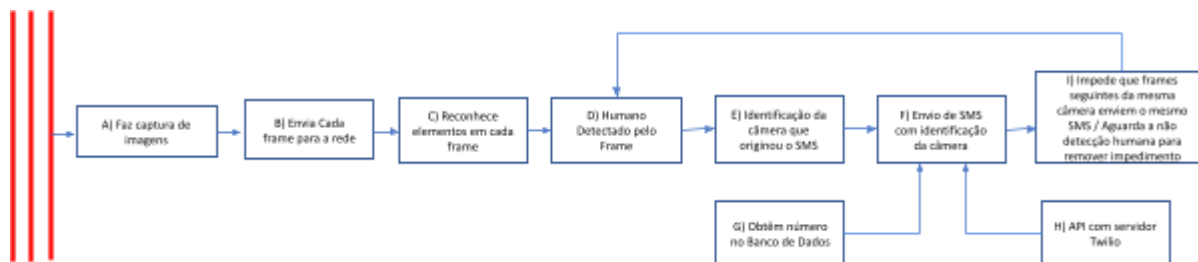 A) Faz captura de
imagens
B) Envia Cada
frame para a rede
C) Reconhece
elementos em cada
frame
D) Humano
Detectado pelo
Frame
E) Identificação da
câmera que
originou o SMS
F) Envio de SMS
com identificação
da câmera
I) Impede que frames
seguintes da mesma
câmera enviem o mesmo
SMS / Aguarda a não
detecção humana para
remover impedimento
G) Obtêm número
no Banco de Dados
H) API com servidor
Twilio